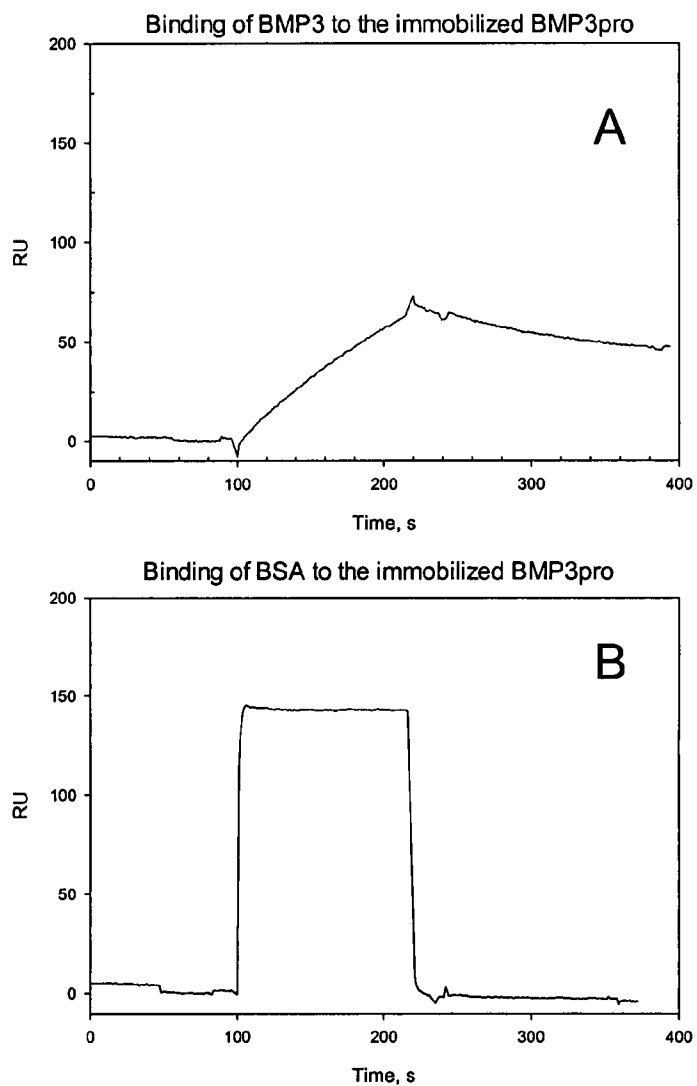 Binding of BMP3 to the immobilized BMP3pro
200
A
150
RU
100
50
0
0 100 200 300 400
Time, s
Binding of BSA to the immobilized BMP3pro
200
B
150
RU
100
50
0
0 100 200 300 400
Time, s